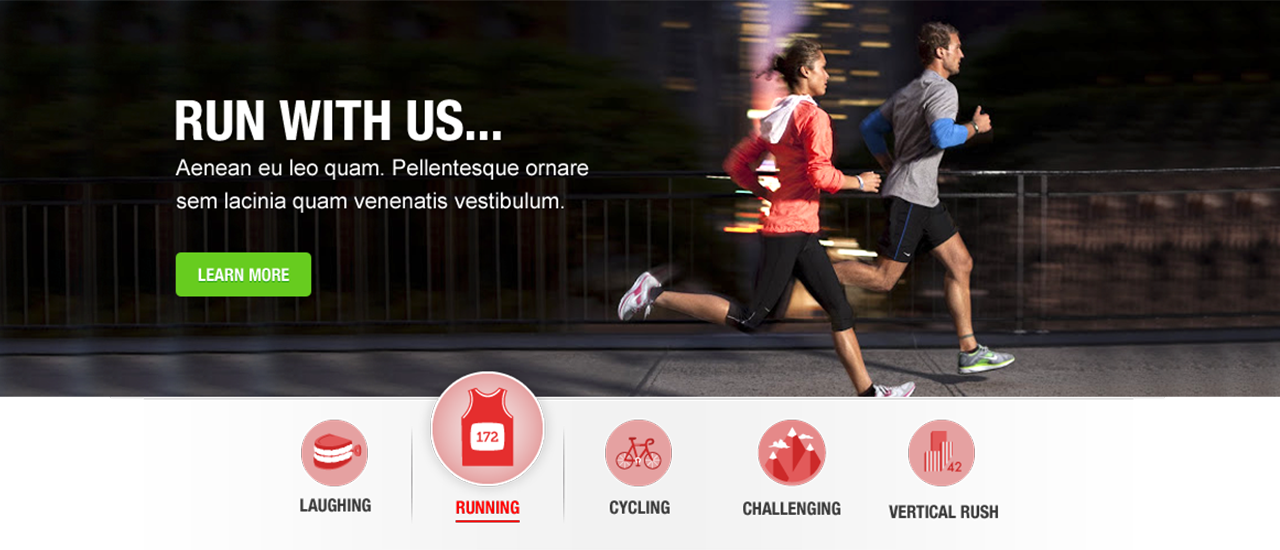 RUN WITH US...
Aenean eu leo quam. Pellentesque ornare
sem lacinia quam venenatis vestibulum.
LEARN MORE
172
42
LAUGHING
RUNNING
CYCLING
CHALLENGING
VERTICAL RUSH